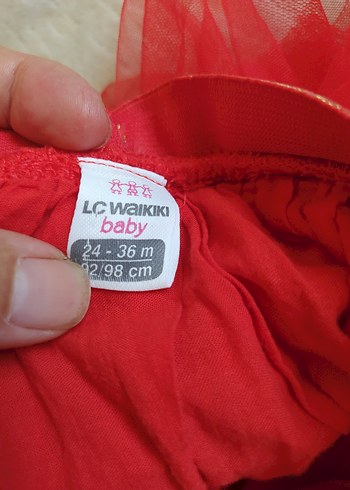 LC WAIKIKI
baby
24 - 36 m
92/98 cm